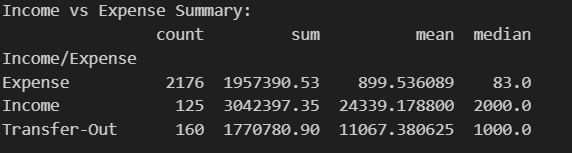 Income vs Expense Summary:
count sum mean median
Income/Expense
Expense 2176 1957390.53 899.536089 83.0
Income 125 3042397.35 24339.178800 2000.0
Transfer-Out 160 1770780.90 11067.380625 1000.0